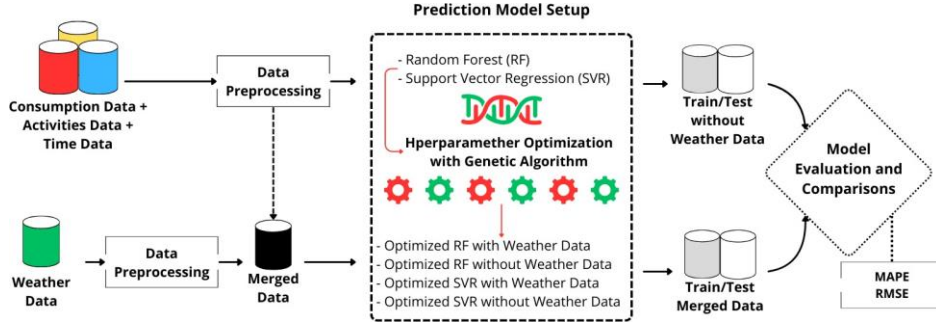 Prediction Model Setup
Consumption Data +
Activities Data +
Time Data
Data
Preprocessing
- Random Forest (RF)
- Support Vector Regression (SVR)
Hperparamether Optimization
with Genetic Algorithm
- Optimized RF with Weather Data
- Optimized RF without Weather Data
- Optimized SVR with Weather Data
- Optimized SVR without Weather Data
Train/Test
without
Weather Data
Model
Evaluation and
Comparisons
Weather
Data
Data
Preprocessing
Merged
Data
Train/Test
Merged Data
MAPE
RMSE